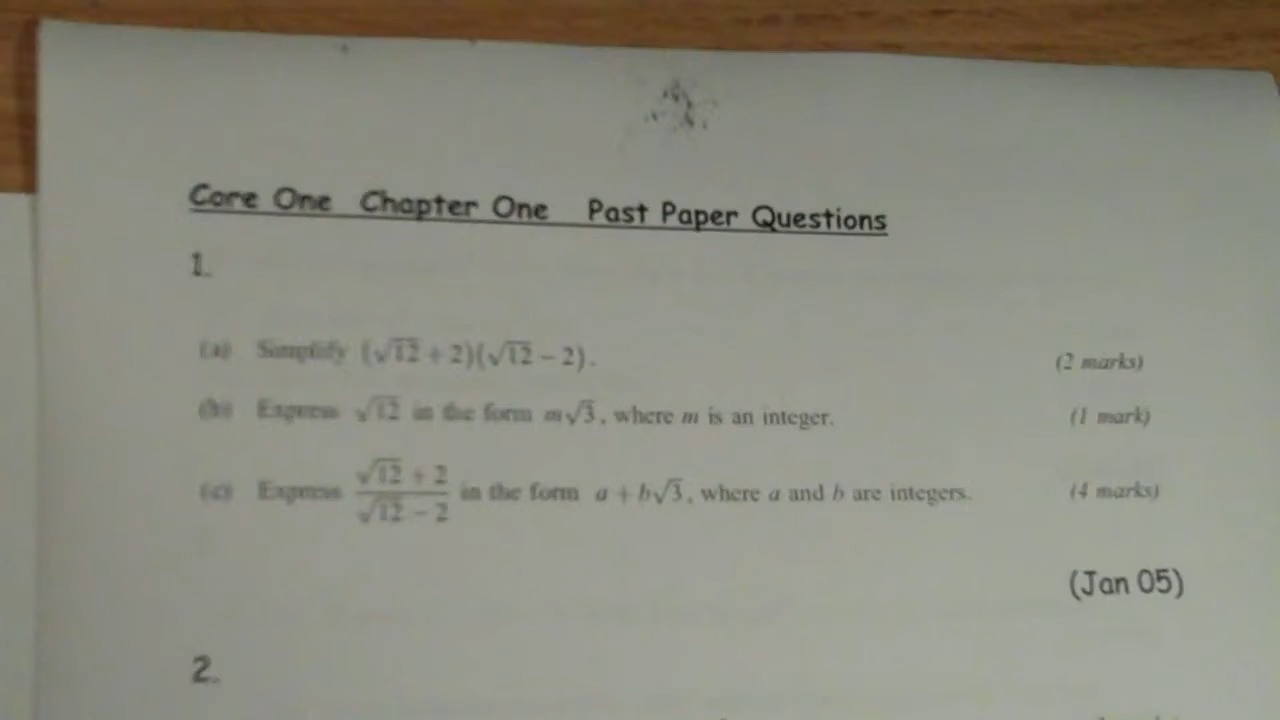 Core One Chapter One Past Paper Questions
1.
(a) Simplify (√12 + 2)(√12 − 2). (2 marks)
(b) Express √12 in the form m√3, where m is an integer. (1 mark)
(c) Express (√12 + 2)/(√12 − 2) in the form a + b√3, where a and b are integers. (4 marks)
(Jan 05)
2.